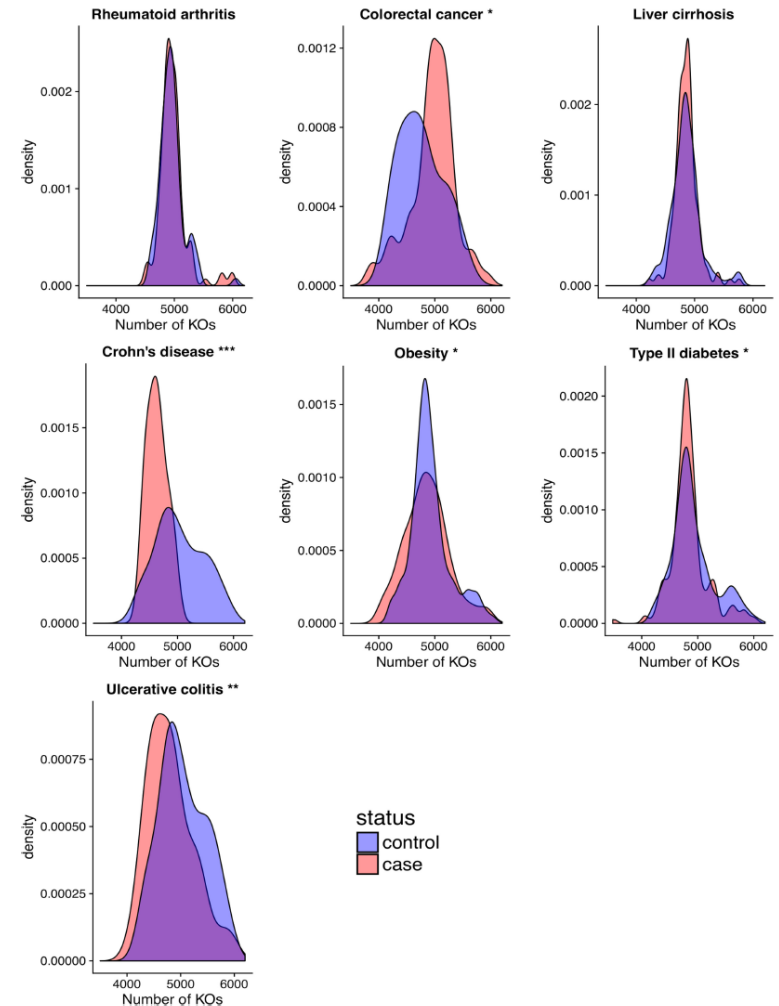 Rheumatoid arthritis
density
0.002
0.001
0.000
4000 5000 6000
Number of KOs
Colorectal cancer *
density
0.0012
0.0008
0.0004
0.0000
4000 5000 6000
Number of KOs
Liver cirrhosis
density
0.002
0.001
0.000
4000 5000 6000
Number of KOs
Crohn's disease ***
density
0.0015
0.0010
0.0005
0.0000
4000 5000 6000
Number of KOs
Obesity *
density
0.0015
0.0010
0.0005
0.0000
4000 5000 6000
Number of KOs
Type II diabetes *
density
0.0020
0.0015
0.0010
0.0005
0.0000
4000 5000 6000
Number of KOs
Ulcerative colitis **
density
0.00075
0.00050
0.00025
0.00000
4000 5000 6000
Number of KOs
status
control
case